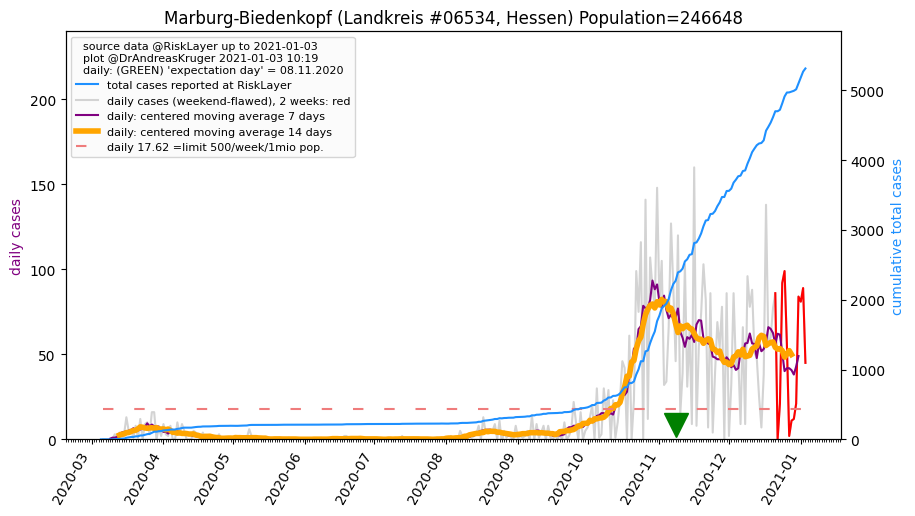 Marburg-Biedenkopf (Landkreis #06534, Hessen) Population=246648
source data @RiskLayer up to 2021-01-03
plot @DrAndreasKruger 2021-01-03 10:19
daily: (GREEN) 'expectation day' = 08.11.2020
total cases reported at RiskLayer
daily cases (weekend-flawed), 2 weeks: red
daily: centered moving average 7 days
daily: centered moving average 14 days
daily 17.62 =limit 500/week/1mio pop.
daily cases
200
150
100
50
0
cumulative total cases
5000
4000
3000
2000
1000
0
2020-03
2020-04
2020-05
2020-06
2020-07
2020-08
2020-09
2020-10
2020-11
2020-12
2021-01